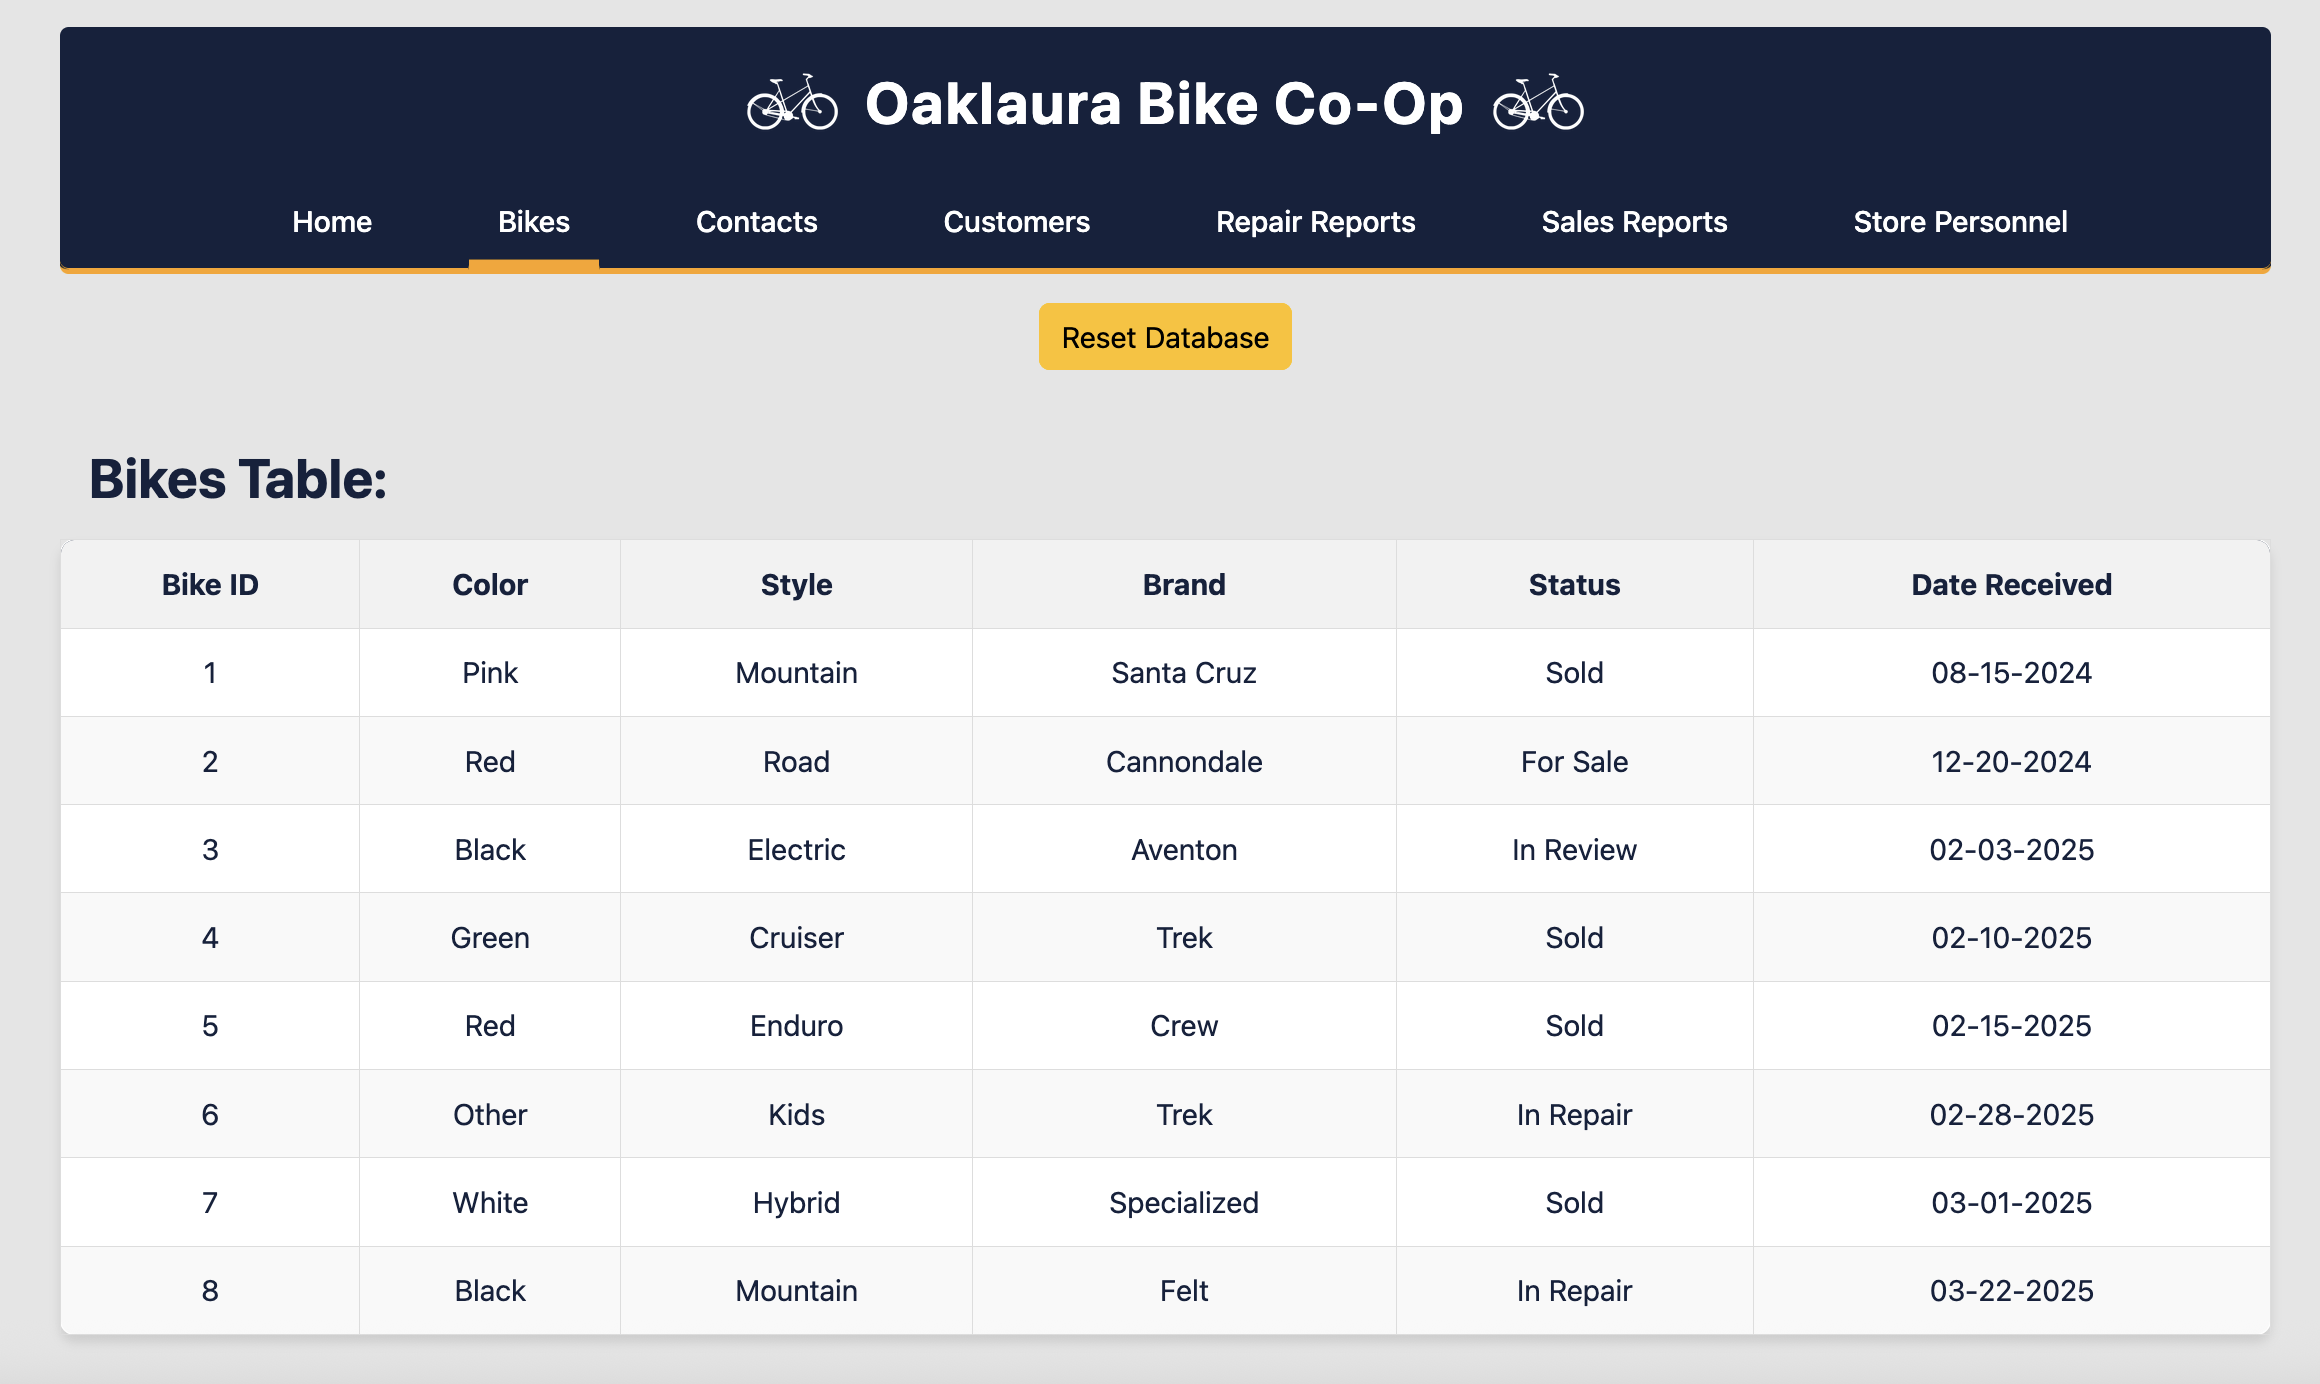 Oaklaura Bike Co-Op
Home Bikes Contacts Customers Repair Reports Sales Reports Store Personnel
Reset Database
Bikes Table:
Bike ID Color Style Brand Status Date Received
1 Pink Mountain Santa Cruz Sold 08-15-2024
2 Red Road Cannondale For Sale 12-20-2024
3 Black Electric Aventon In Review 02-03-2025
4 Green Cruiser Trek Sold 02-10-2025
5 Red Enduro Crew Sold 02-15-2025
6 Other Kids Trek In Repair 02-28-2025
7 White Hybrid Specialized Sold 03-01-2025
8 Black Mountain Felt In Repair 03-22-2025